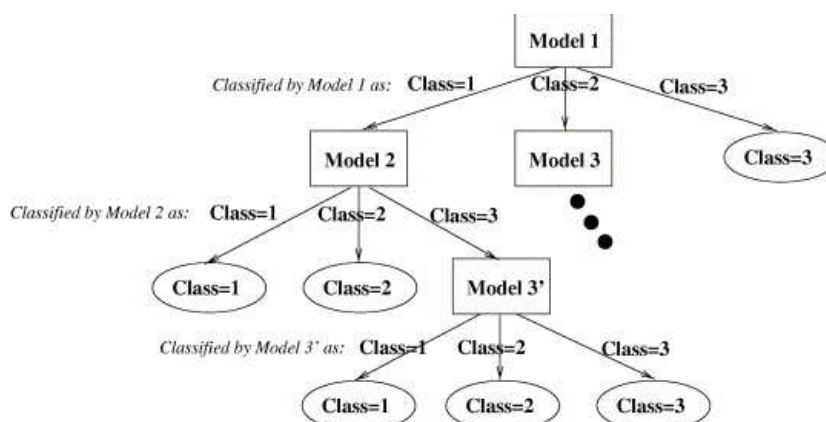 Model 1
Classified by Model 1 as: Class=1 Class=2 Class=3
Model 2 Model 3 Class=3
Classified by Model 2 as: Class=1 Class=2 Class=3
Class=1 Class=2 Model 3’
Classified by Model 3’ as: Class=1 Class=2 Class=3
Class=1 Class=2 Class=3